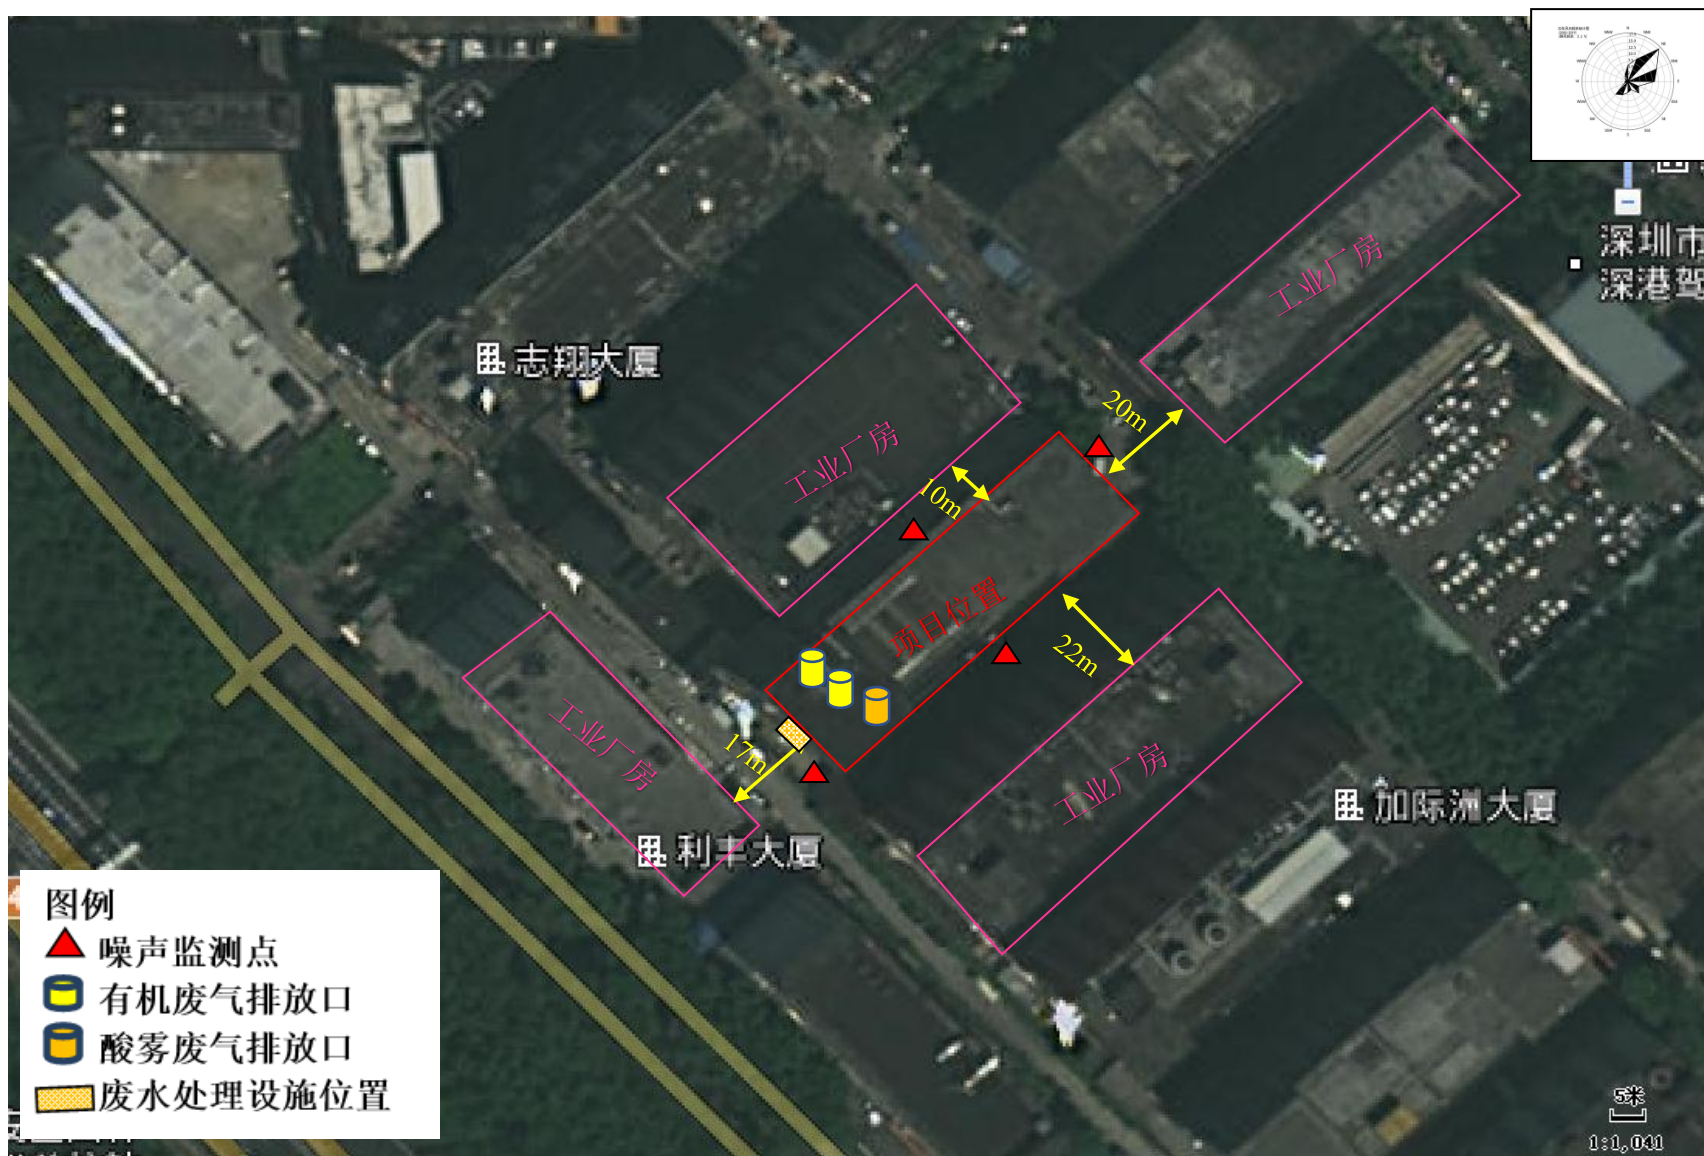 深圳市
深港驾
工业厂房
志翔大厦
20m
工业厂房
10m
项目位置
22m
工业厂房
17m
工业厂房
加际洲大厦
利丰大厦
图例
噪声监测点
有机废气排放口
酸雾废气排放口
废水处理设施位置
5米
1:1,041